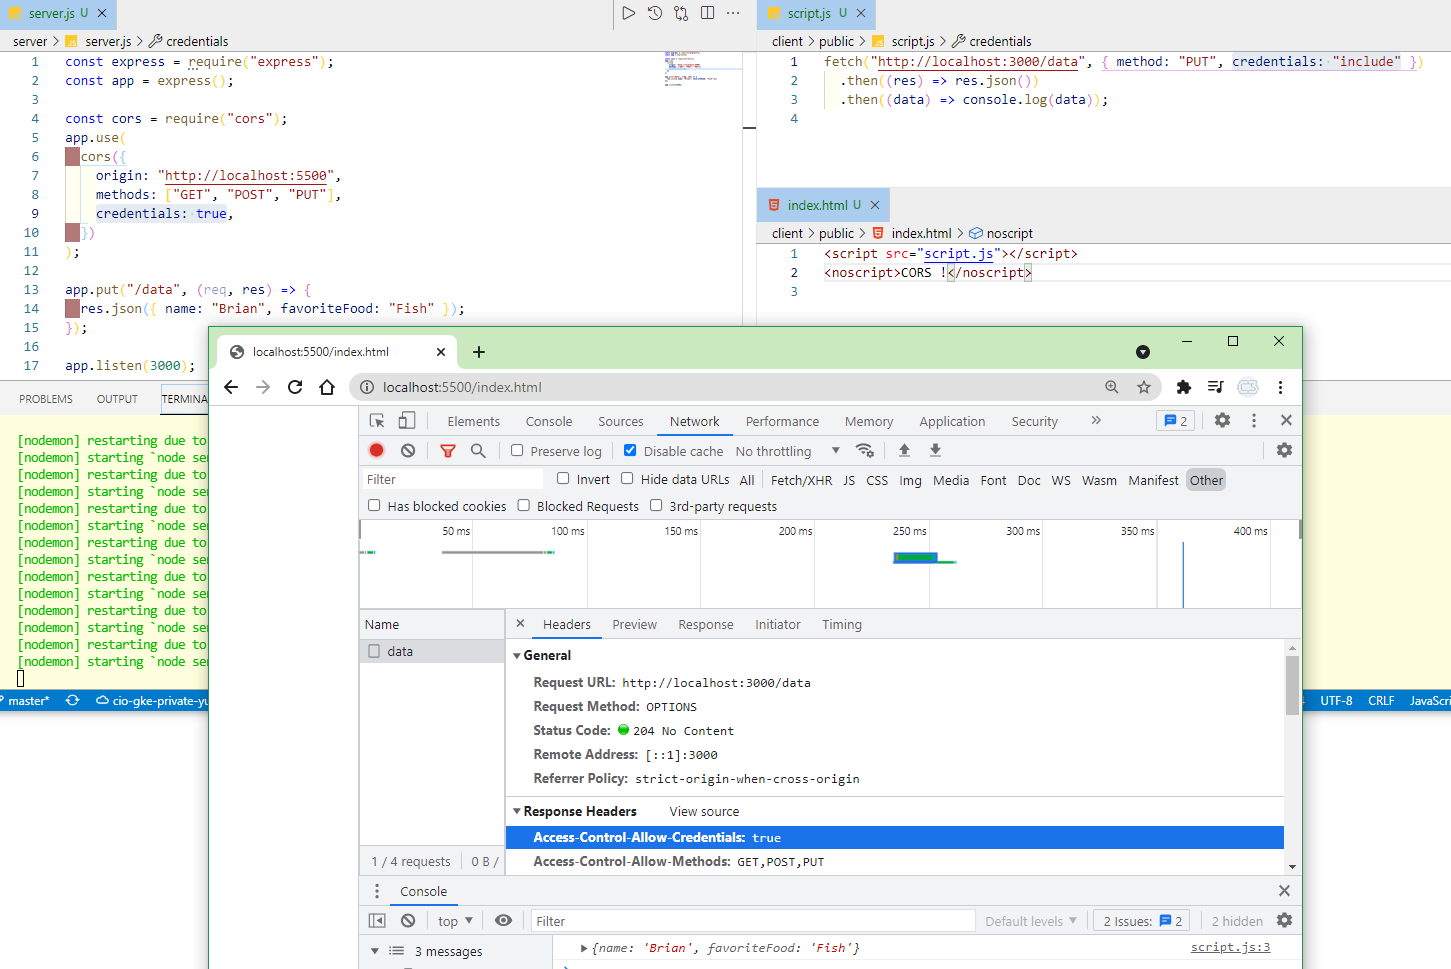 server.js U
server > server.js > credentials
1 const express = require("express");
2 const app = express();
3
4 const cors = require("cors");
5 app.use(
6 cors({
7 origin: "http://localhost:5500",
8 methods: ["GET", "POST", "PUT"],
9 credentials: true,
10 })
11 );
12
13 app.put("/data", (req, res) => {
14 res.json({ name: "Brian", favoriteFood: "Fish" });
15 });
16
17 app.listen(3000);
script.js U
client > public > script.js > credentials
1 fetch("http://localhost:3000/data", { method: "PUT", credentials: "include" })
2 .then((res) => res.json())
3 .then((data) => console.log(data));
4
index.html U
client > public > index.html > noscript
1 <script src="script.js"></script>
2 <noscript>CORS !</noscript>
3
PROBLEMS OUTPUT TERMINA
[nodemon] restarting due to
[nodemon] starting `node ser
[nodemon] restarting due to
[nodemon] starting `node ser
[nodemon] restarting due to
[nodemon] starting `node ser
[nodemon] restarting due to
[nodemon] starting `node ser
[nodemon] restarting due to
[nodemon] starting `node ser
[nodemon] restarting due to
[nodemon] starting `node ser
[nodemon] restarting due to
[nodemon] starting `node ser
master* cio-gke-private-yu
UTF-8 CRLF JavaScri
localhost:5500/index.html
localhost:5500/index.html
Elements Console Sources Network Performance Memory Application Security 2
Preserve log Disable cache No throttling
Filter Invert Hide data URLs All Fetch/XHR JS CSS Img Media Font Doc WS Wasm Manifest Other
Has blocked cookies Blocked Requests 3rd-party requests
50 ms 100 ms 150 ms 200 ms 250 ms 300 ms 350 ms 400 ms
Name
data
1 / 4 requests 0 B /
Headers Preview Response Initiator Timing
General
Request URL: http://localhost:3000/data
Request Method: OPTIONS
Status Code: 204 No Content
Remote Address: [::1]:3000
Referrer Policy: strict-origin-when-cross-origin
Response Headers View source
Access-Control-Allow-Credentials: true
Access-Control-Allow-Methods: GET,POST,PUT
Console
top Filter Default levels 2 Issues: 2 2 hidden
3 messages
{name: 'Brian', favoriteFood: 'Fish'} script.js:3